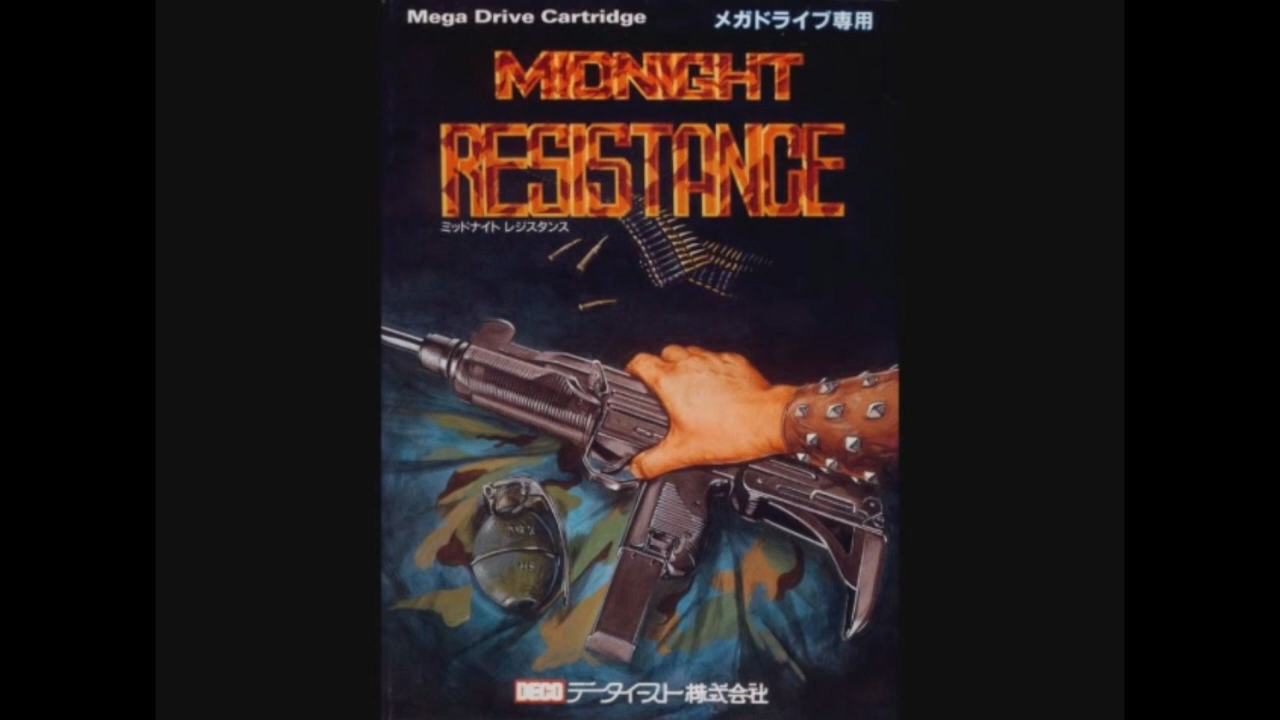 Mega Drive Cartridge メガドライブ専用
MIDNIGHT
RESISTANCE
ミッドナイト レジスタンス
DECO データイースト株式会社